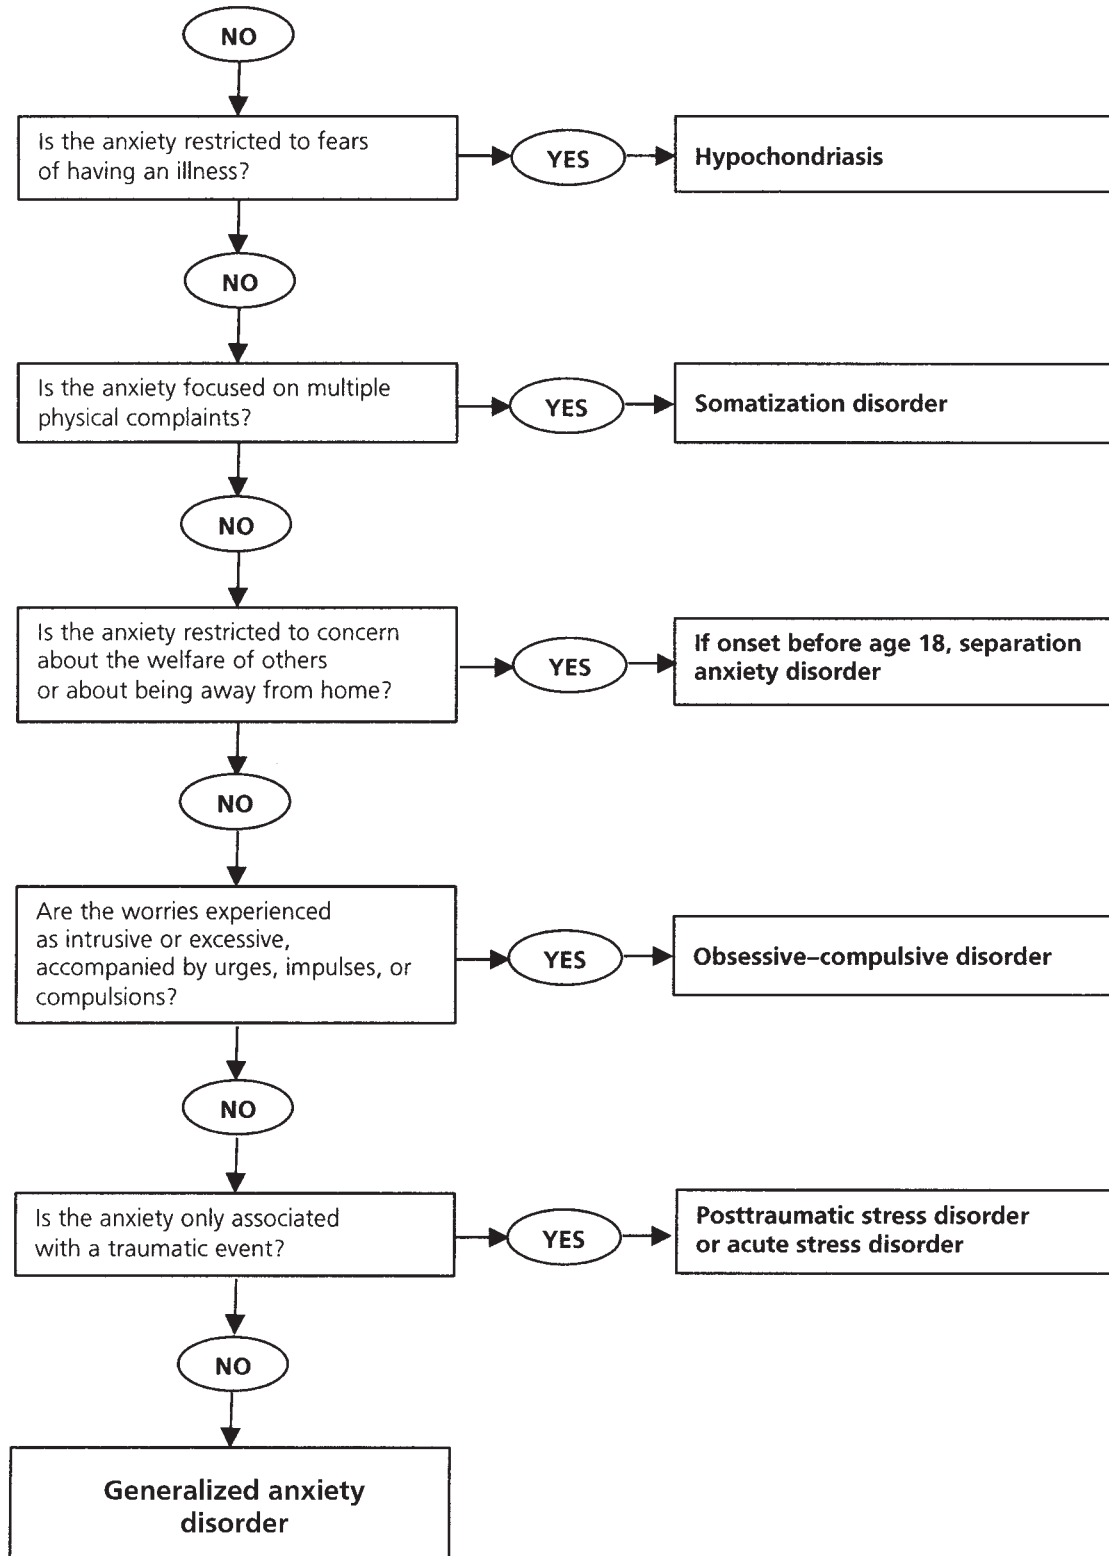 NO
Is the anxiety restricted to fears
of having an illness?
YES
Hypochondriasis
NO
Is the anxiety focused on multiple
physical complaints?
YES
Somatization disorder
NO
Is the anxiety restricted to concern
about the welfare of others
or about being away from home?
YES
If onset before age 18, separation
anxiety disorder
NO
Are the worries experienced
as intrusive or excessive,
accompanied by urges, impulses, or
compulsions?
YES
Obsessive–compulsive disorder
NO
Is the anxiety only associated
with a traumatic event?
YES
Posttraumatic stress disorder
or acute stress disorder
NO
Generalized anxiety
disorder